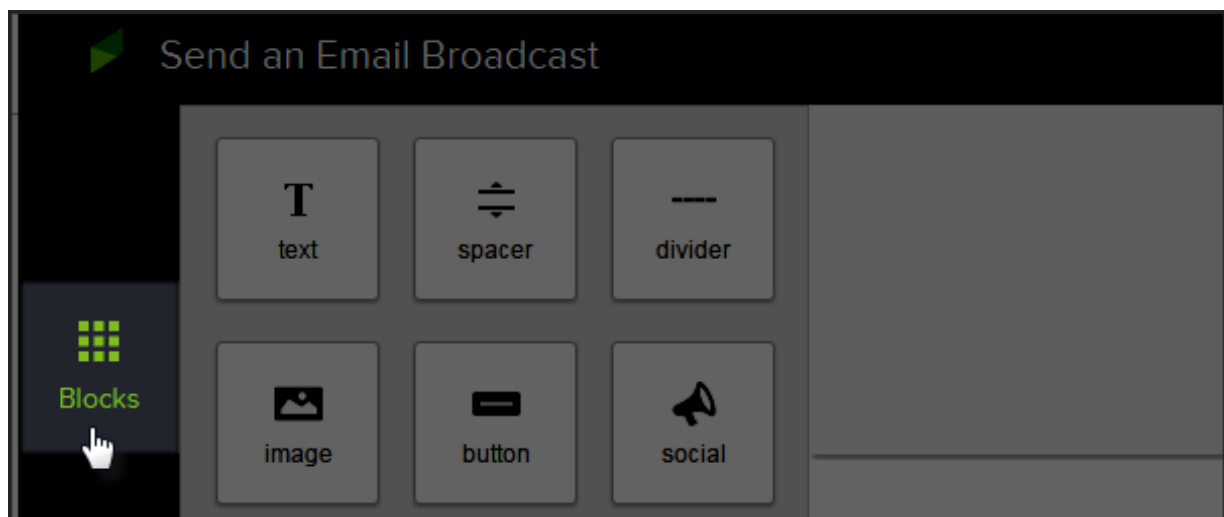 Send an Email Broadcast
text
spacer
divider
Blocks
image
button
social